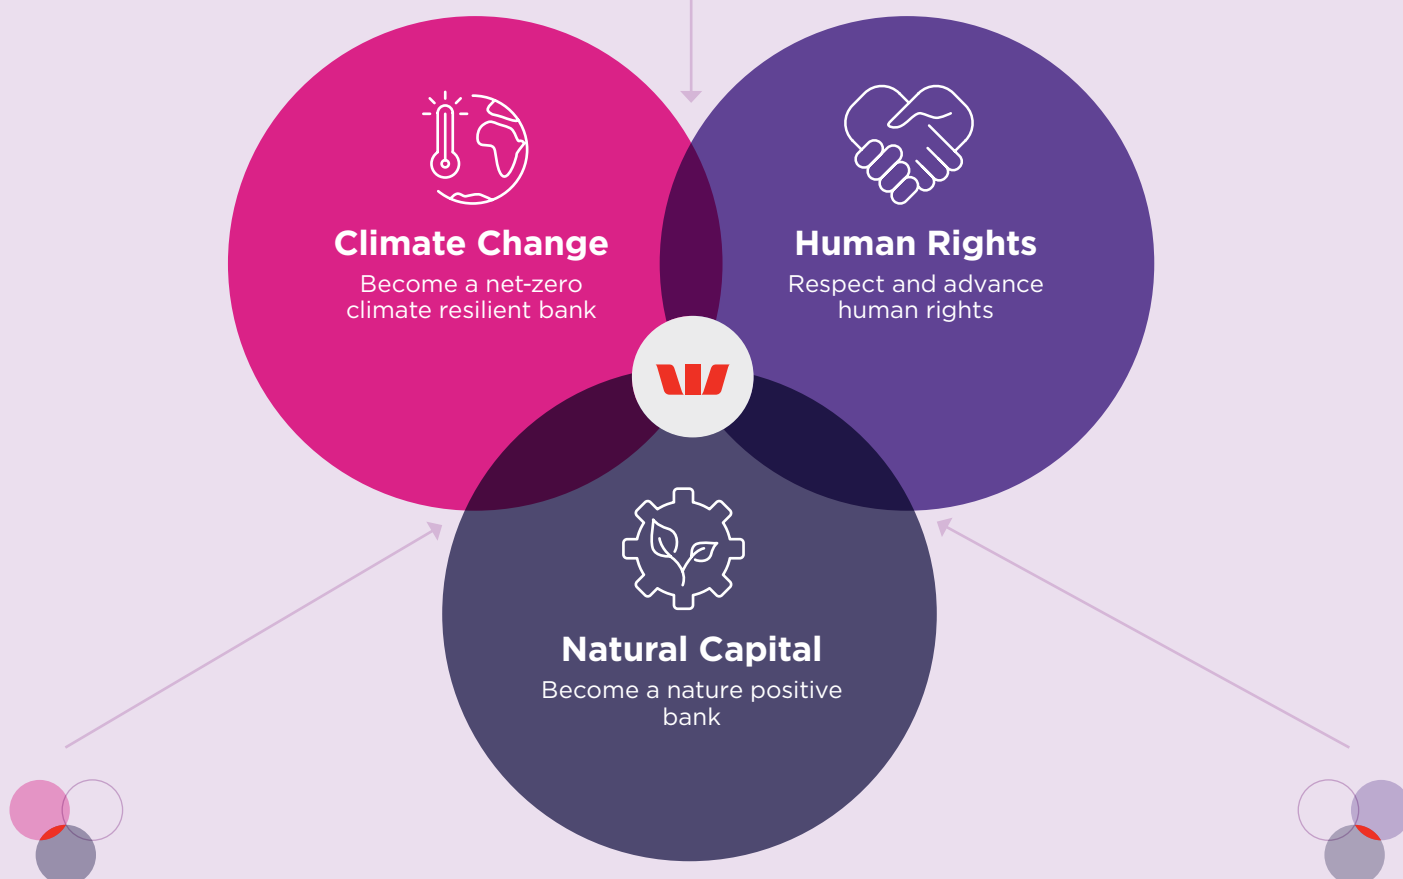 Climate Change
Become a net-zero
climate resilient bank
Human Rights
Respect and advance
human rights
Natural Capital
Become a nature positive
bank